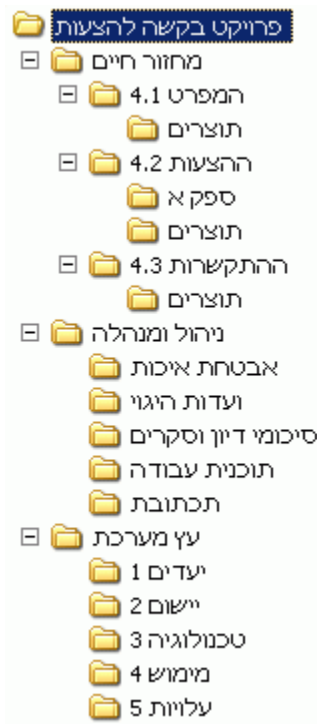 פרויקט בקשה להצעות
מחזור חיים
4.1 המפרט
תוצרים
4.2 ההצעות
ספק א
תוצרים
4.3 ההתקשרות
תוצרים
ניהול ומנהלה
אבטחת איכות
ועדות היגוי
סיכומי דיון וסקרים
תוכנית עבודה
תכתובת
עץ מערכת
1 יעדים
2 יישום
3 טכנולוגיה
4 מימוש
5 עלויות